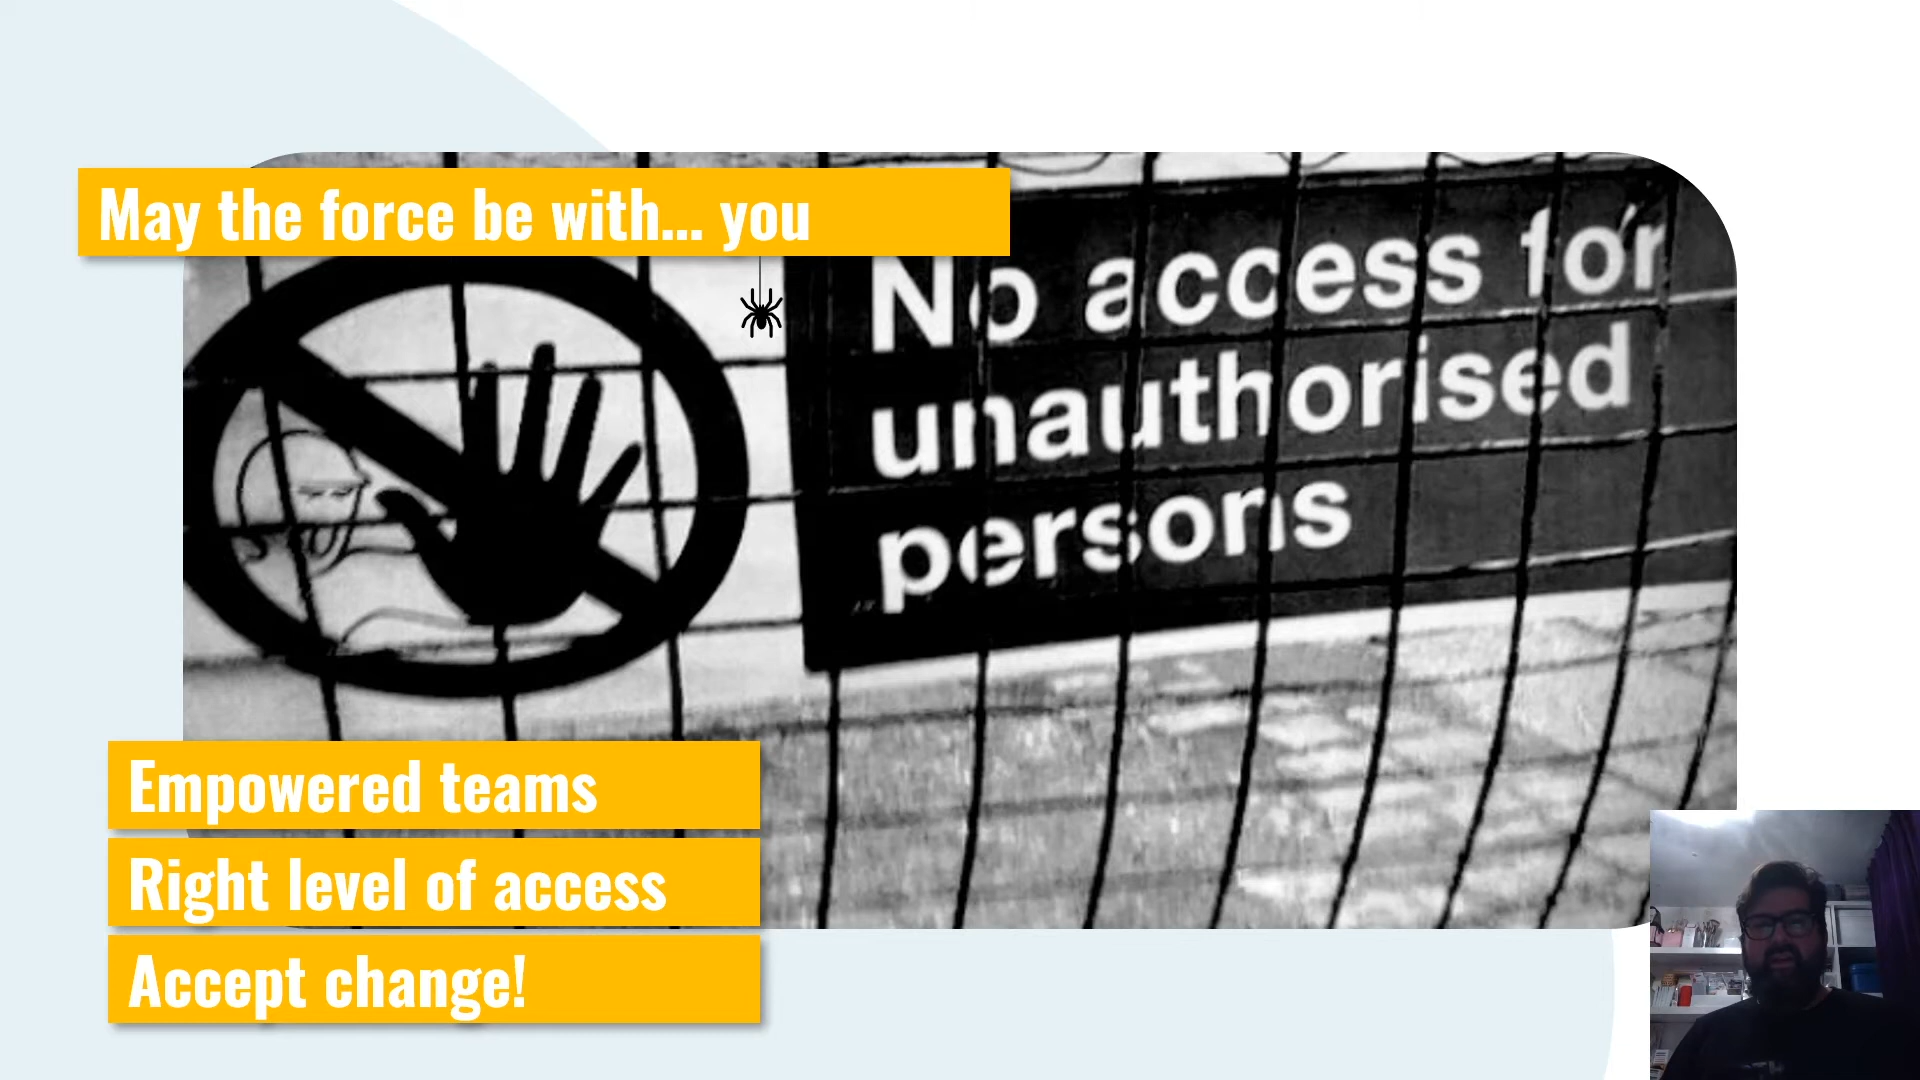 May the force be with... you
No access for
unauthorised
persons
Empowered teams
Right level of access
Accept change!